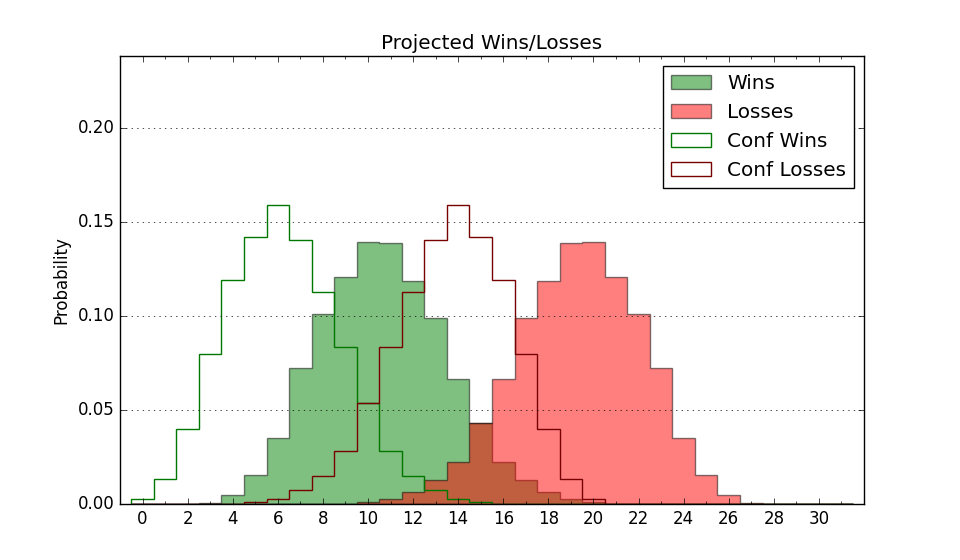 Projected Wins/Losses
Wins
Losses
Conf Wins
Conf Losses
Probability
0.20
0.15
0.10
0.05
0.00
0 2 4 6 8 10 12 14 16 18 20 22 24 26 28 30